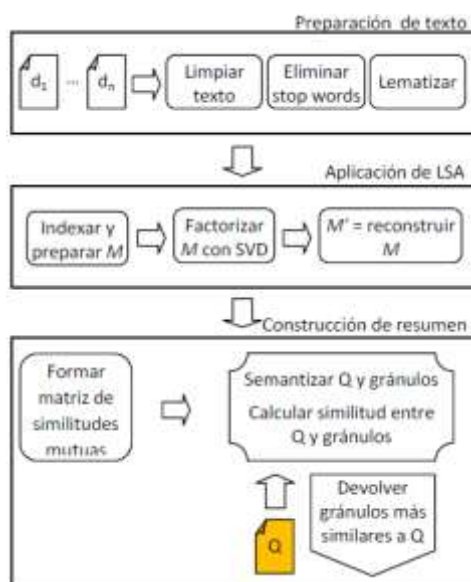 Preparación de texto
d₁ ... dₙ
Limpiar
texto
Eliminar
stop words
Lematizar
Aplicación de LSA
Indexar y
preparar M
Factorizar
M con SVD
M' = reconstruir
M
Construcción de resumen
Formar
matriz de
similitudes
mutuas
Semantizar Q y gránulos
Calcular similitud entre
Q y gránulos
Q
Devolver
gránulos más
similares a Q